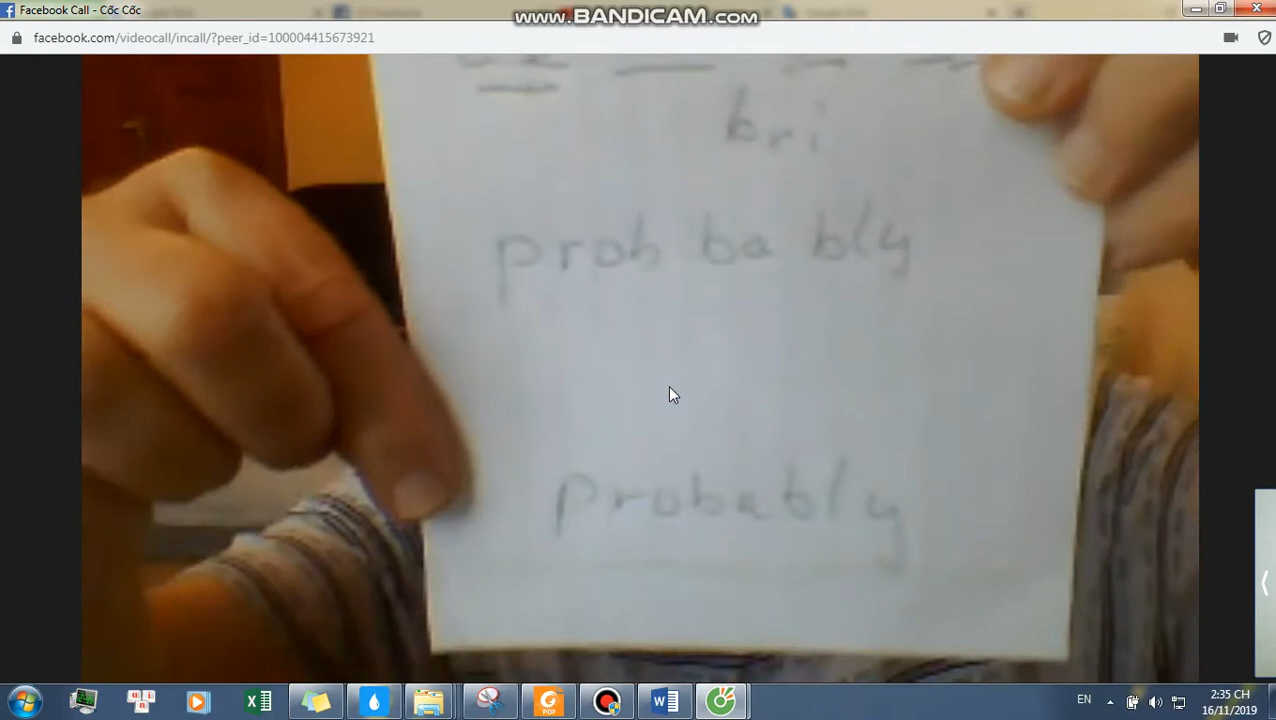 Facebook Call - Cốc Cốc
www.BANDICAM.com
facebook.com/videocall/incall/?peer_id=100004415673921
bri
prob ba bly
probably
EN
2:35 CH
16/11/2019